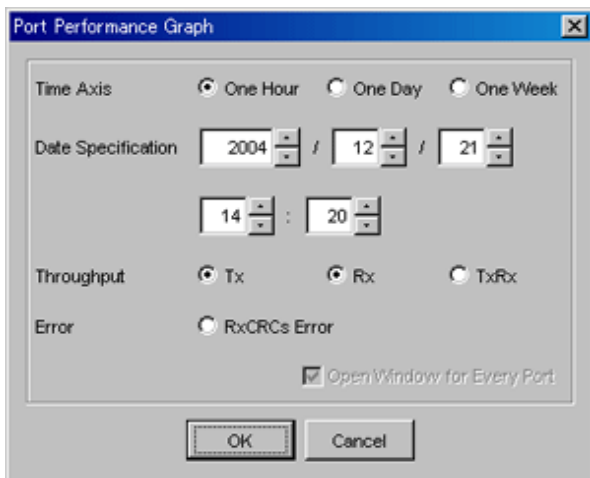 Port Performance Graph
Time Axis One Hour One Day One Week
Date Specification 2004 / 12 / 21
14 : 20
Throughput Tx Rx TxRx
Error RxCRCs Error
Open Window for Every Port
OK Cancel